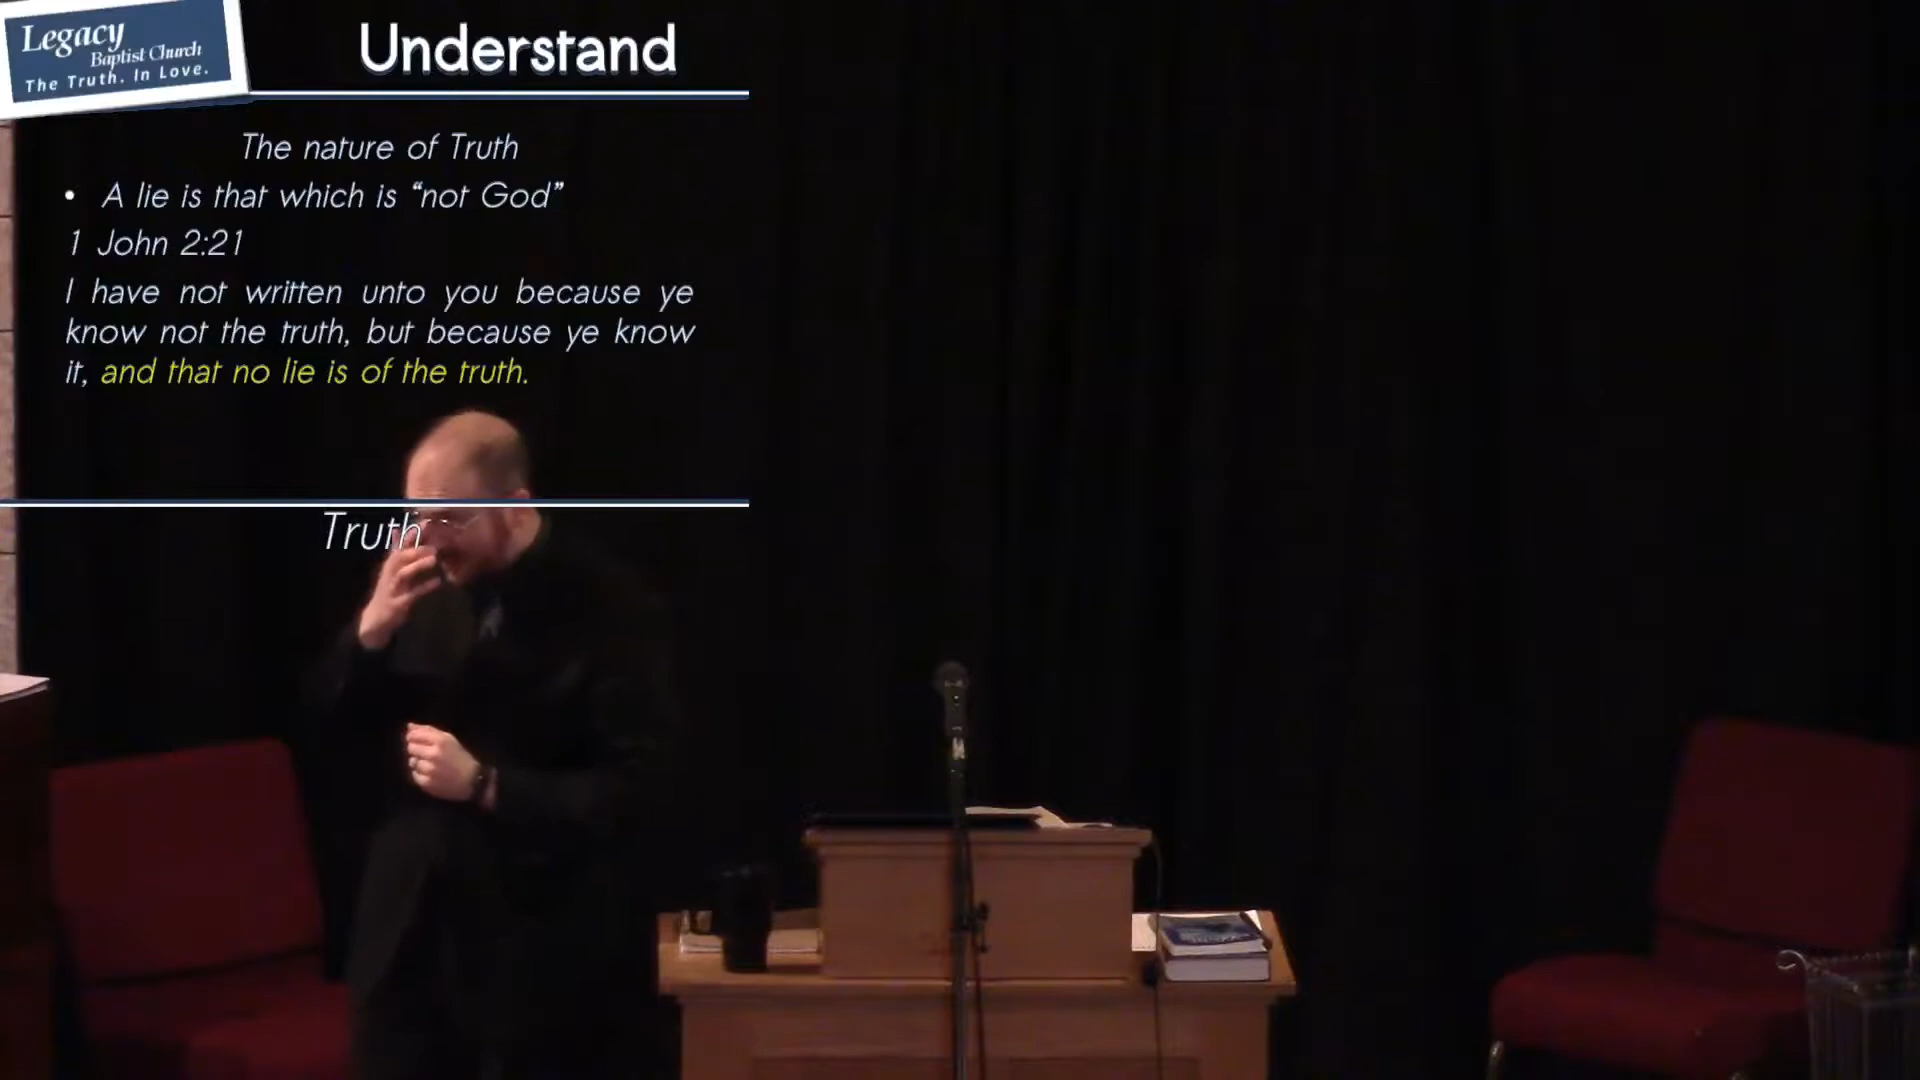 Legacy
Baptist Church
The Truth. In Love.
Understand
The nature of Truth
• A lie is that which is “not God”
1 John 2:21
I have not written unto you because ye
know not the truth, but because ye know
it, and that no lie is of the truth.
Truth